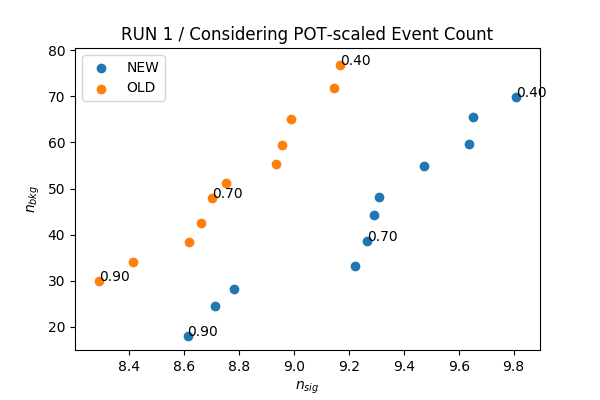 RUN 1 / Considering POT-scaled Event Count
NEW
OLD
0.40
0.40
0.70
0.70
0.90
0.90
80
70
60
50
40
30
20
n_bkg
8.4 8.6 8.8 9.0 9.2 9.4 9.6 9.8
n_sig